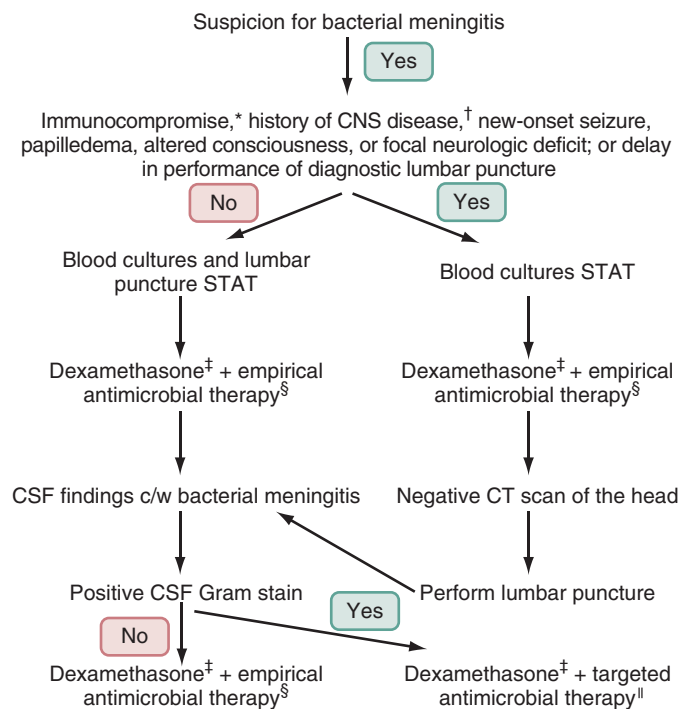 Suspicion for bacterial meningitis
Yes
Immunocompromise,* history of CNS disease,† new-onset seizure,
papilledema, altered consciousness, or focal neurologic deficit; or delay
in performance of diagnostic lumbar puncture
No
Yes
Blood cultures and lumbar
puncture STAT
Blood cultures STAT
Dexamethasone‡ + empirical
antimicrobial therapy§
Dexamethasone‡ + empirical
antimicrobial therapy§
CSF findings c/w bacterial meningitis
Negative CT scan of the head
Positive CSF Gram stain
Perform lumbar puncture
Yes
No
Dexamethasone‡ + empirical
antimicrobial therapy§
Dexamethasone‡ + targeted
antimicrobial therapy‖